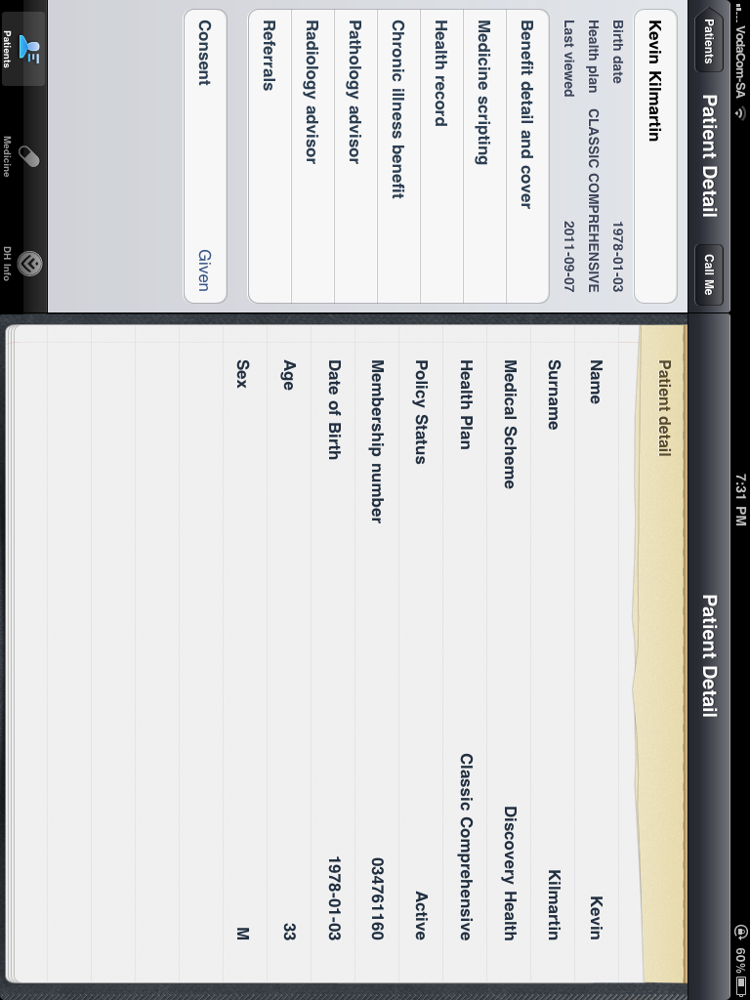 VodaCom-SA 7:31 PM 60%
Patients Patient Detail Call Me
Kevin Kilmartin
Birth date 1978-01-03
Health plan CLASSIC COMPREHENSIVE
Last viewed 2011-09-07
Benefit detail and cover
Medicine scripting
Health record
Chronic illness benefit
Pathology advisor
Radiology advisor
Referrals
Consent Given
Patients Medicine DH Info
Patient Detail
Patient detail
Name Kevin
Surname Kilmartin
Medical Scheme Discovery Health
Health Plan Classic Comprehensive
Policy Status Active
Membership number 034761160
Date of Birth 1978-01-03
Age 33
Sex M